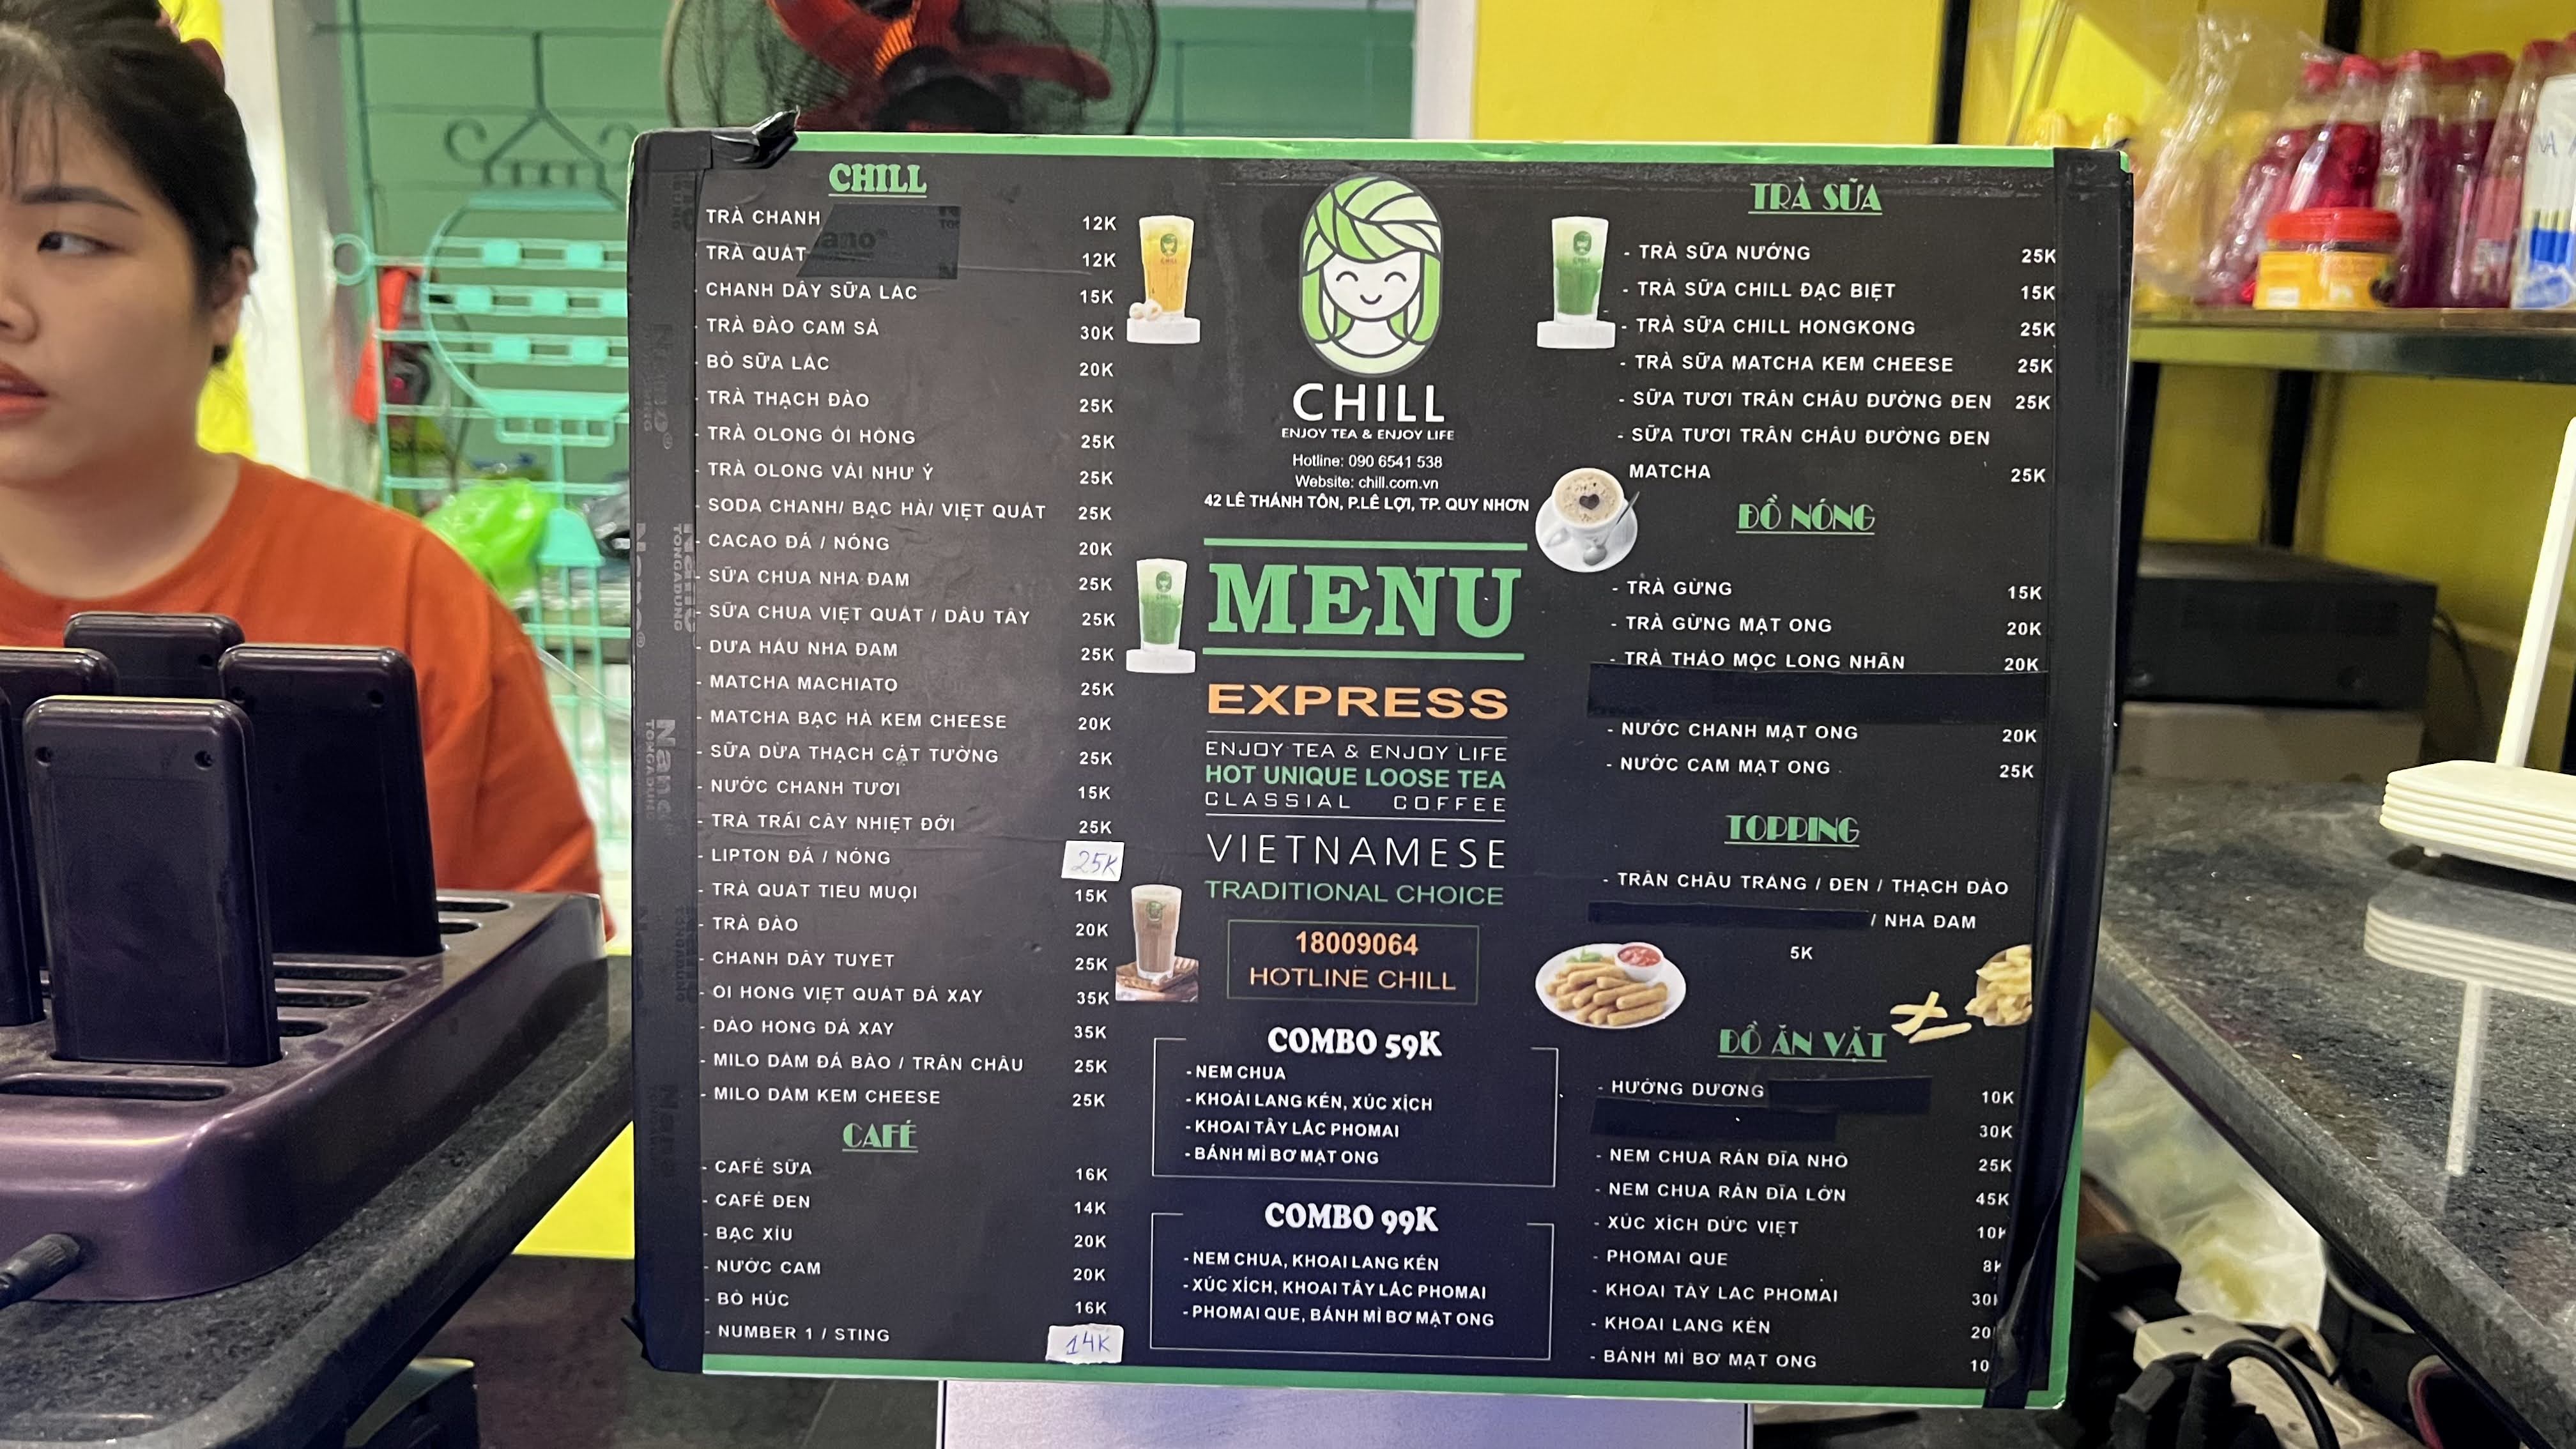 CHILL
TRÀ CHANH 12K
TRÀ QUẤT 12K
- CHANH DÂY SỮA LẮC 15K
- TRÀ ĐÀO CAM SẢ 30K
- BÒ SỮA LẮC 20K
- TRÀ THẠCH ĐÀO 25K
- TRÀ OLONG ỔI HỒNG 25K
- TRÀ OLONG VẢI NHƯ Ý 25K
- SODA CHANH/ BẠC HÀ/ VIỆT QUẤT 25K
- CACAO ĐÁ / NÓNG 20K
- SỮA CHUA NHA ĐAM 25K
- SỮA CHUA VIỆT QUẤT / DÂU TÂY 25K
- DƯA HẤU NHA ĐAM 25K
- MATCHA MACHIATO 25K
- MATCHA BẠC HÀ KEM CHEESE 20K
- SỮA DỪA THẠCH CÁT TƯỜNG 25K
- NƯỚC CHANH TƯƠI 15K
- TRÀ TRÁI CÂY NHIỆT ĐỚI 25K
- LIPTON ĐÁ / NÓNG 25K
- TRÀ QUẤT TIÊU MUỘI 15K
- TRÀ ĐÀO 20K
- CHANH DÂY TUYẾT 25K
- ỔI HỒNG VIỆT QUẤT ĐÁ XAY 35K
- DÀO HỒNG ĐÁ XAY 35K
- MILO DẦM ĐÁ BÀO / TRÂN CHÂU 25K
- MILO DẦM KEM CHEESE 25K
CAFÉ
- CAFÉ SỮA 16K
- CAFÉ ĐEN 14K
- BẠC XỈU 20K
- NƯỚC CAM 20K
- BÒ HÚC 16K
- NUMBER 1 / STING 14K
CHILL
ENJOY TEA & ENJOY LIFE
Hotline: 090 6541 538
Website: chill.com.vn
42 LÊ THÁNH TÔN, P.LÊ LỢI, TP. QUY NHƠN
MENU
EXPRESS
ENJOY TEA & ENJOY LIFE
HOT UNIQUE LOOSE TEA
CLASSIAL COFFEE
VIETNAMESE
TRADITIONAL CHOICE
18009064
HOTLINE CHILL
COMBO 59K
- NEM CHUA
- KHOAI LANG KÉN, XÚC XÍCH
- KHOAI TÂY LẮC PHOMAI
- BÁNH MÌ BƠ MẬT ONG
COMBO 99K
- NEM CHUA, KHOAI LANG KÉN
- XÚC XÍCH, KHOAI TÂY LẮC PHOMAI
- PHOMAI QUE, BÁNH MÌ BƠ MẬT ONG
TRÀ SỮA
- TRÀ SỮA NƯỚNG 25K
- TRÀ SỮA CHILL ĐẶC BIỆT 15K
- TRÀ SỮA CHILL HONGKONG 25K
- TRÀ SỮA MATCHA KEM CHEESE 25K
- SỮA TƯƠI TRÂN CHÂU ĐƯỜNG ĐEN 25K
- SỮA TƯƠI TRÂN CHÂU ĐƯỜNG ĐEN
MATCHA 25K
ĐỒ NÓNG
- TRÀ GỪNG 15K
- TRÀ GỪNG MẬT ONG 20K
- TRÀ THẢO MỘC LONG NHÃN 20K
- NƯỚC CHANH MẬT ONG 20K
- NƯỚC CAM MẬT ONG 25K
TOPPING
- TRÂN CHÂU TRẮNG / ĐEN / THẠCH ĐÀO
/ NHA ĐAM
5K
ĐỒ ĂN VẶT
- HƯỚNG DƯƠNG 10K
30K
- NEM CHUA RÁN ĐĨA NHỎ 25K
- NEM CHUA RÁN ĐĨA LỚN 45K
- XÚC XÍCH ĐỨC VIỆT 10K
- PHOMAI QUE 8K
- KHOAI TÂY LẮC PHOMAI 30
- KHOAI LANG KÉN 20
- BÁNH MÌ BƠ MẬT ONG 10